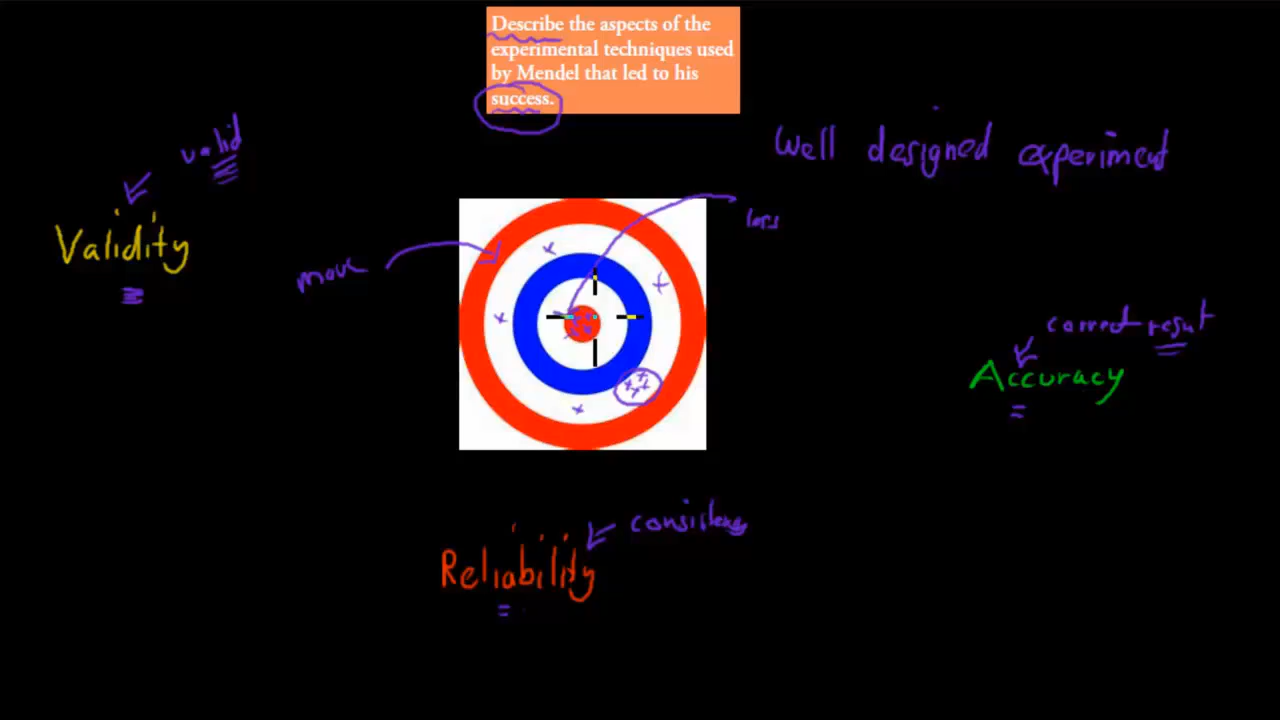 Describe the aspects of the
experimental techniques used
by Mendel that led to his
success.
Well designed experiment
valid
Validity
less
move
correct result
Accuracy
consistency
Reliability